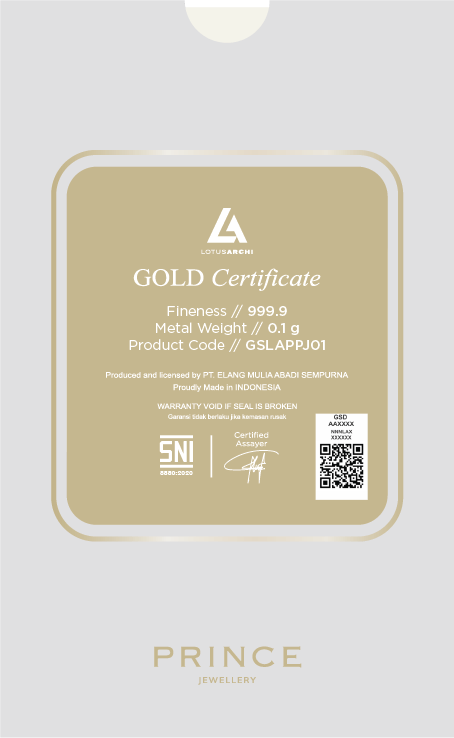 LOTUSARCHI
GOLD Certificate
Fineness // 999.9
Metal Weight // 0.1 g
Product Code // GSLAPPJ01
Produced and licensed by PT. ELANG MULIA ABADI SEMPURNA
Proudly Made in INDONESIA
WARRANTY VOID IF SEAL IS BROKEN
Garansi tidak berlaku jika kemasan rusak
GSD
AAXXXX
NNNLAX
XXXXXX
SNI
8880:2020
Certified
Assayer
PRINCE
JEWELLERY